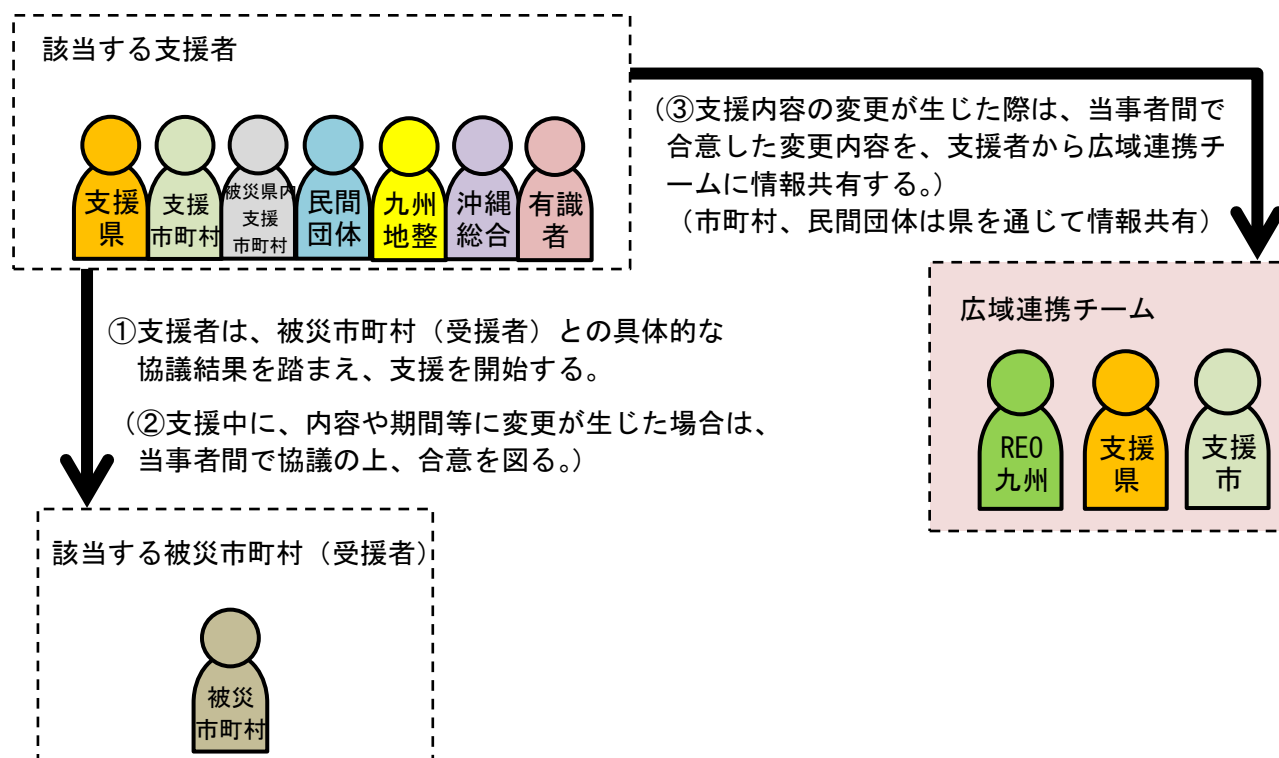 該当する支援者
支援
県
支援
市町村
被災県内
支援
市町村
民間
団体
九州
地整
沖縄
総合
有識
者
（③支援内容の変更が生じた際は、当事者間で
合意した変更内容を、支援者から広域連携チ
ームに情報共有する。）
（市町村、民間団体は県を通じて情報共有）
①支援者は、被災市町村（受援者）との具体的な
協議結果を踏まえ、支援を開始する。
（②支援中に、内容や期間等に変更が生じた場合は、
当事者間で協議の上、合意を図る。）
広域連携チーム
REO
九州
支援
県
支援
市
該当する被災市町村（受援者）
被災
市町村